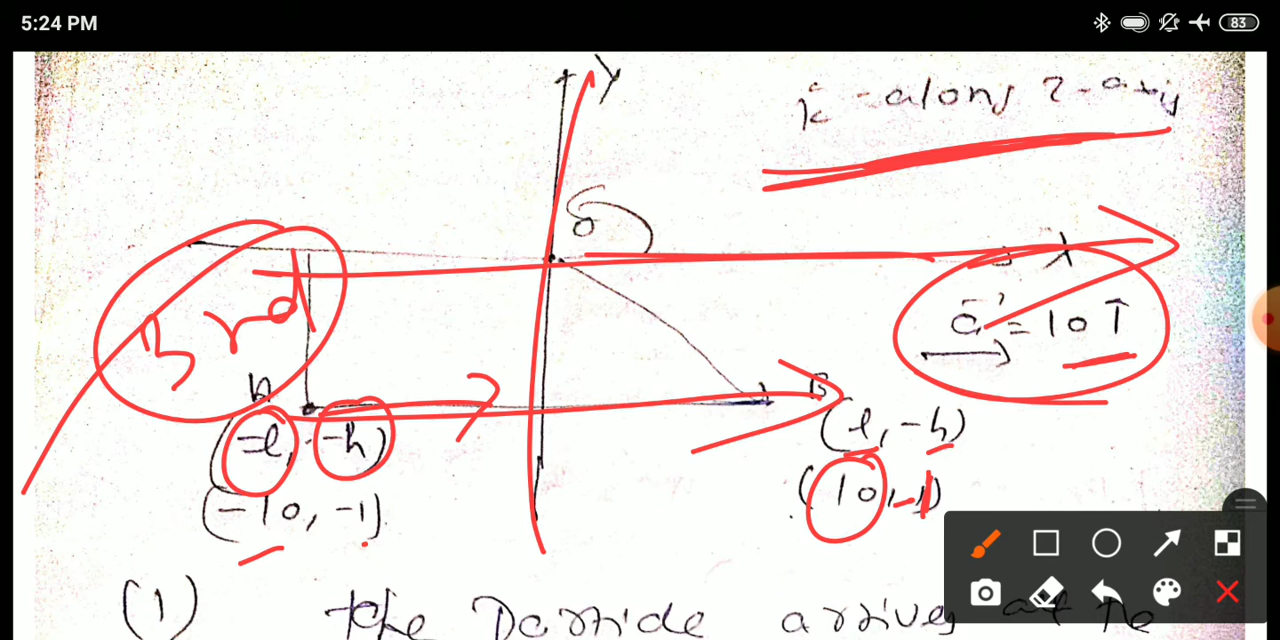 5:24 PM
83
Y
k̂ - along z-axis
O
X
3rd
a⃗ = 10 î
A
B
(-l, -h)
(l, -h)
(-10, -1)
(10, -1)
(1) the Particle arrives at the